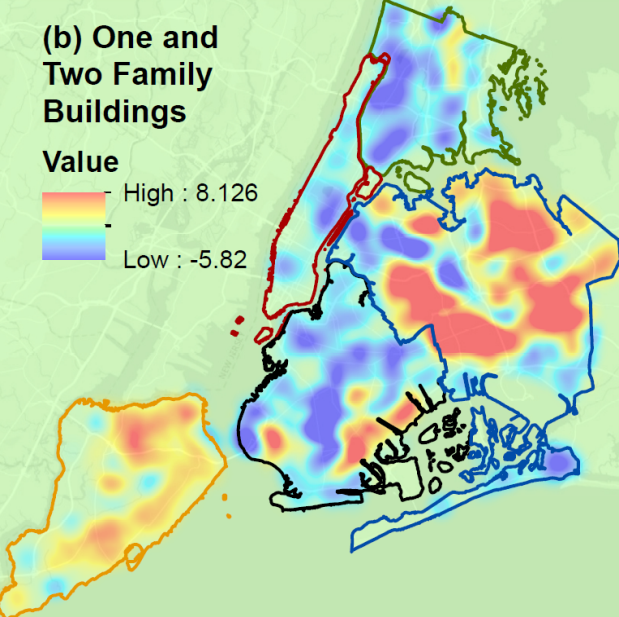 (b) One and
Two Family
Buildings
Value
High : 8.126
Low : -5.82